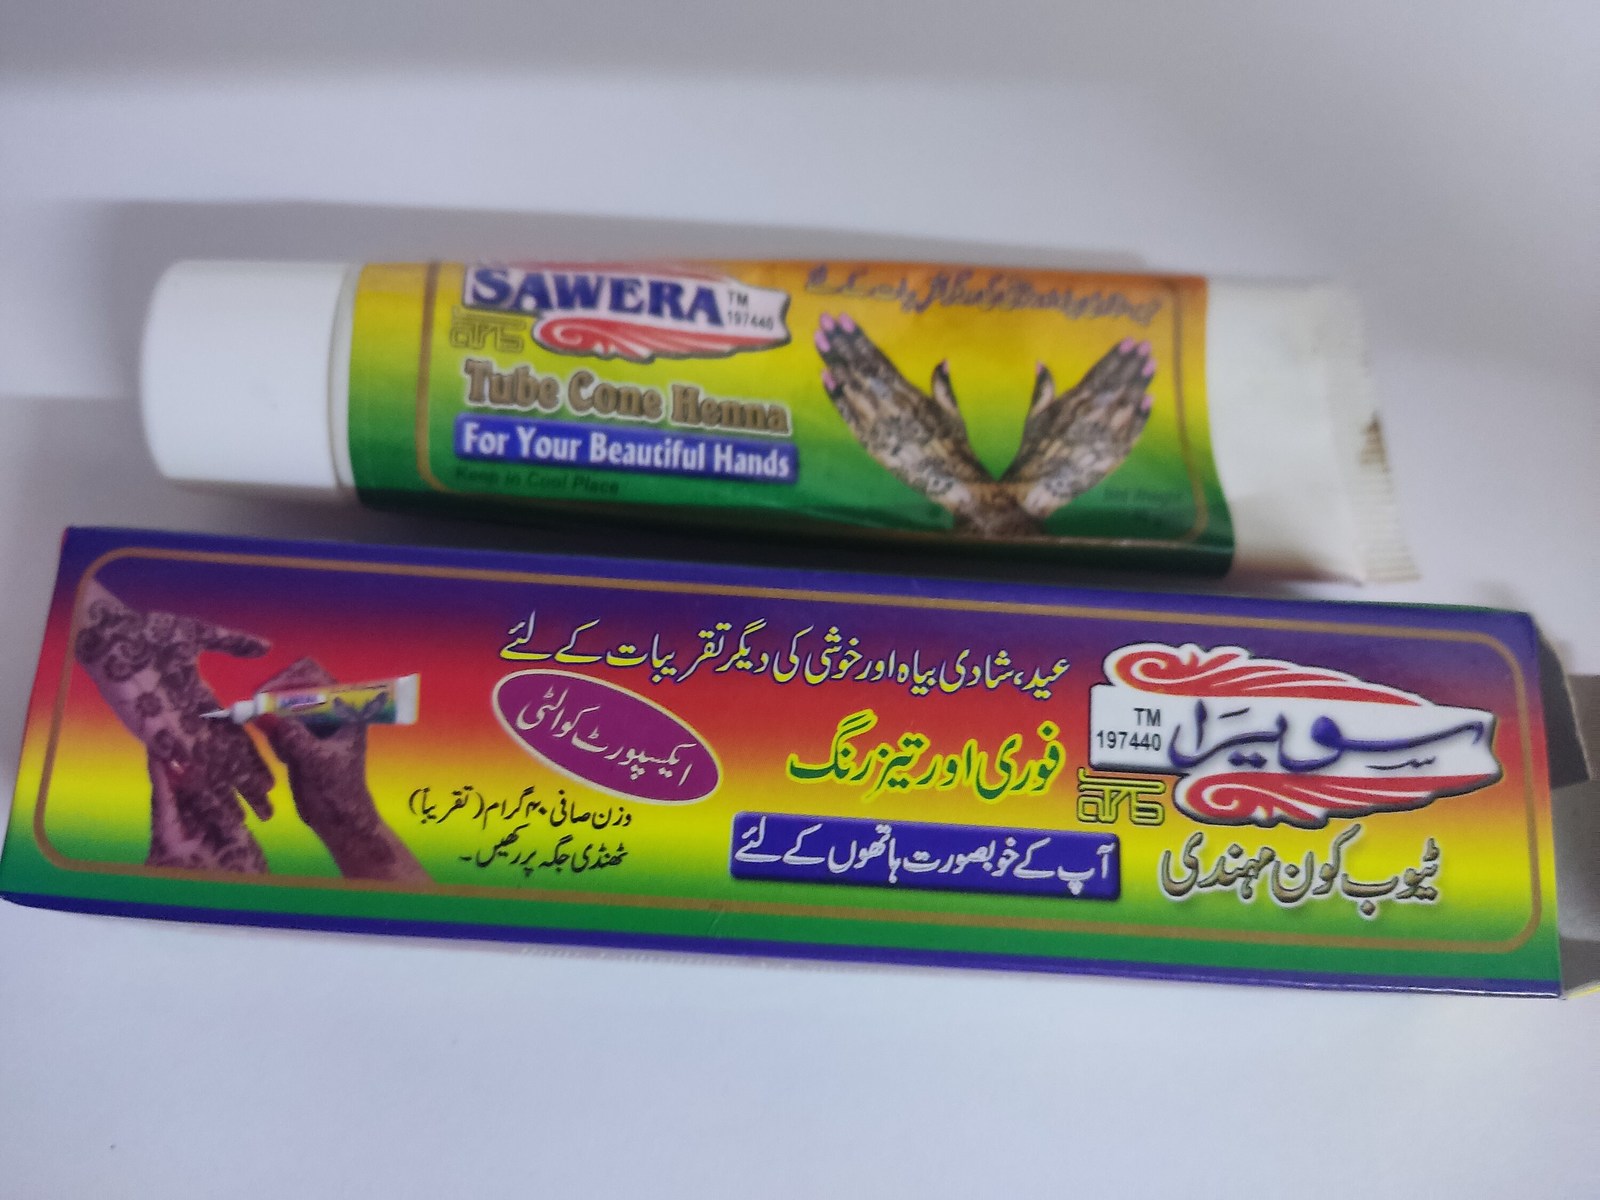 SAWERA
TM
197440
Tube Cone Henna
For Your Beautiful Hands
Keep in Cool Place
Net Weight
عید، شادی بیاہ اور خوشی کی دیگر تقریبات کے لئے
سویرا
TM
197440
فوری اور تیز رنگ
ایکسپورٹ کوالٹی
ٹیوب کون مہندی
آپ کے خوبصورت ہاتھوں کے لئے
وزن صافی ۴۰ گرام (تقریباً)
ٹھنڈی جگہ پر رکھیں۔